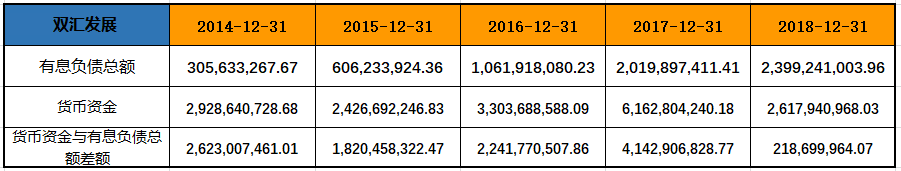 双汇发展 2014-12-31 2015-12-31 2016-12-31 2017-12-31 2018-12-31
有息负债总额 305,633,267.67 606,233,924.36 1,061,918,080.23 2,019,897,411.41 2,399,241,003.96
货币资金 2,928,640,728.68 2,426,692,246.83 3,303,688,588.09 6,162,804,240.18 2,617,940,968.03
货币资金与有息负债总
额差额 2,623,007,461.01 1,820,458,322.47 2,241,770,507.86 4,142,906,828.77 218,699,964.07